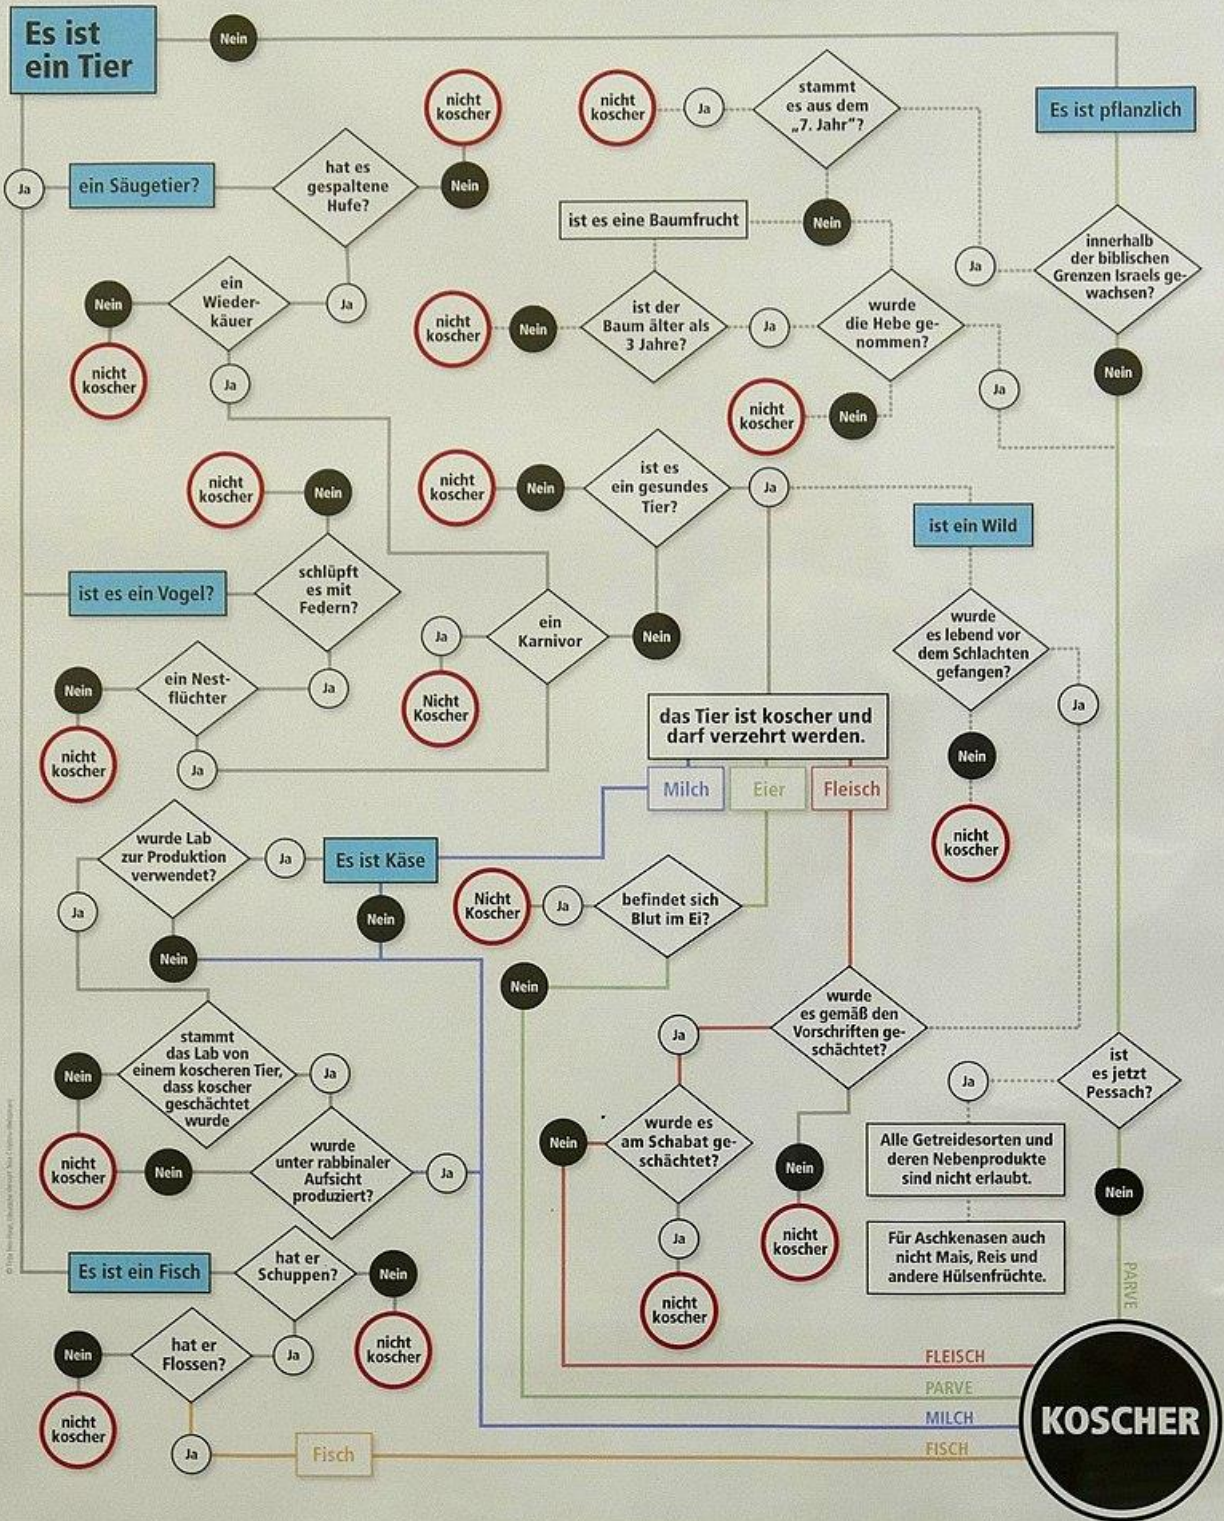 Es ist
ein Tier
Nein
nicht
koscher
nicht
koscher
Ja
stammt
es aus dem
„7. Jahr“?
Es ist pflanzlich
Ja
ein Säugetier?
hat es
gespaltene
Hufe?
Nein
ist es eine Baumfrucht
Nein
innerhalb
der biblischen
Grenzen Israels ge-
wachsen?
Ja
Nein
ein
Wieder-
käuer
Ja
nicht
koscher
Nein
ist der
Baum älter als
3 Jahre?
Ja
wurde
die Hebe ge-
nommen?
Nein
nicht
koscher
Ja
Ja
nicht
koscher
Nein
nicht
koscher
Nein
nicht
koscher
Nein
ist es
ein gesundes
Tier?
Ja
ist ein Wild
ist es ein Vogel?
schlüpft
es mit
Federn?
Ja
ein
Karnivor
Nein
wurde
es lebend vor
dem Schlachten
gefangen?
Nein
ein Nest-
flüchter
Ja
Nicht
Koscher
das Tier ist koscher und
darf verzehrt werden.
Ja
nicht
koscher
Ja
Milch
Eier
Fleisch
Nein
nicht
koscher
wurde Lab
zur Produktion
verwendet?
Ja
Es ist Käse
Nicht
Koscher
Ja
befindet sich
Blut im Ei?
Ja
Nein
Nein
Nein
wurde
es gemäß den
Vorschriften ge-
schächtet?
Ja
Nein
stammt
das Lab von
einem koscheren Tier,
dass koscher
geschächtet
wurde
Ja
ist
es jetzt
Pessach?
Ja
nicht
koscher
Nein
wurde
unter rabbinaler
Aufsicht
produziert?
Ja
Nein
wurde es
am Schabat ge-
schächtet?
Nein
Alle Getreidesorten und
deren Nebenprodukte
sind nicht erlaubt.
Nein
Ja
nicht
koscher
Für Aschkenasen auch
nicht Mais, Reis und
andere Hülsenfrüchte.
PARVE
Es ist ein Fisch
hat er
Schuppen?
Nein
nicht
koscher
Nein
hat er
Flossen?
Ja
nicht
koscher
FLEISCH
PARVE
nicht
koscher
MILCH
KOSCHER
Ja
Fisch
FISCH